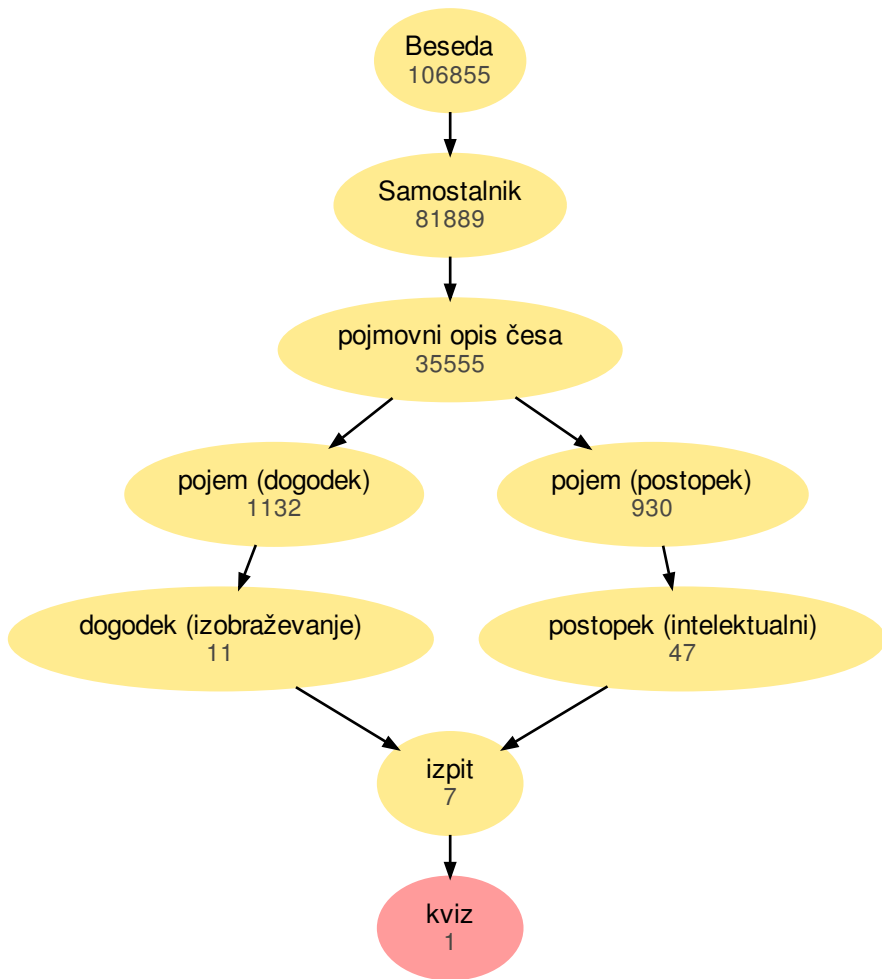 Beseda
106855
Samostalnik
81889
pojmovni opis česa
35555
pojem (dogodek)
1132
pojem (postopek)
930
dogodek (izobraževanje)
11
postopek (intelektualni)
47
izpit
7
kviz
1